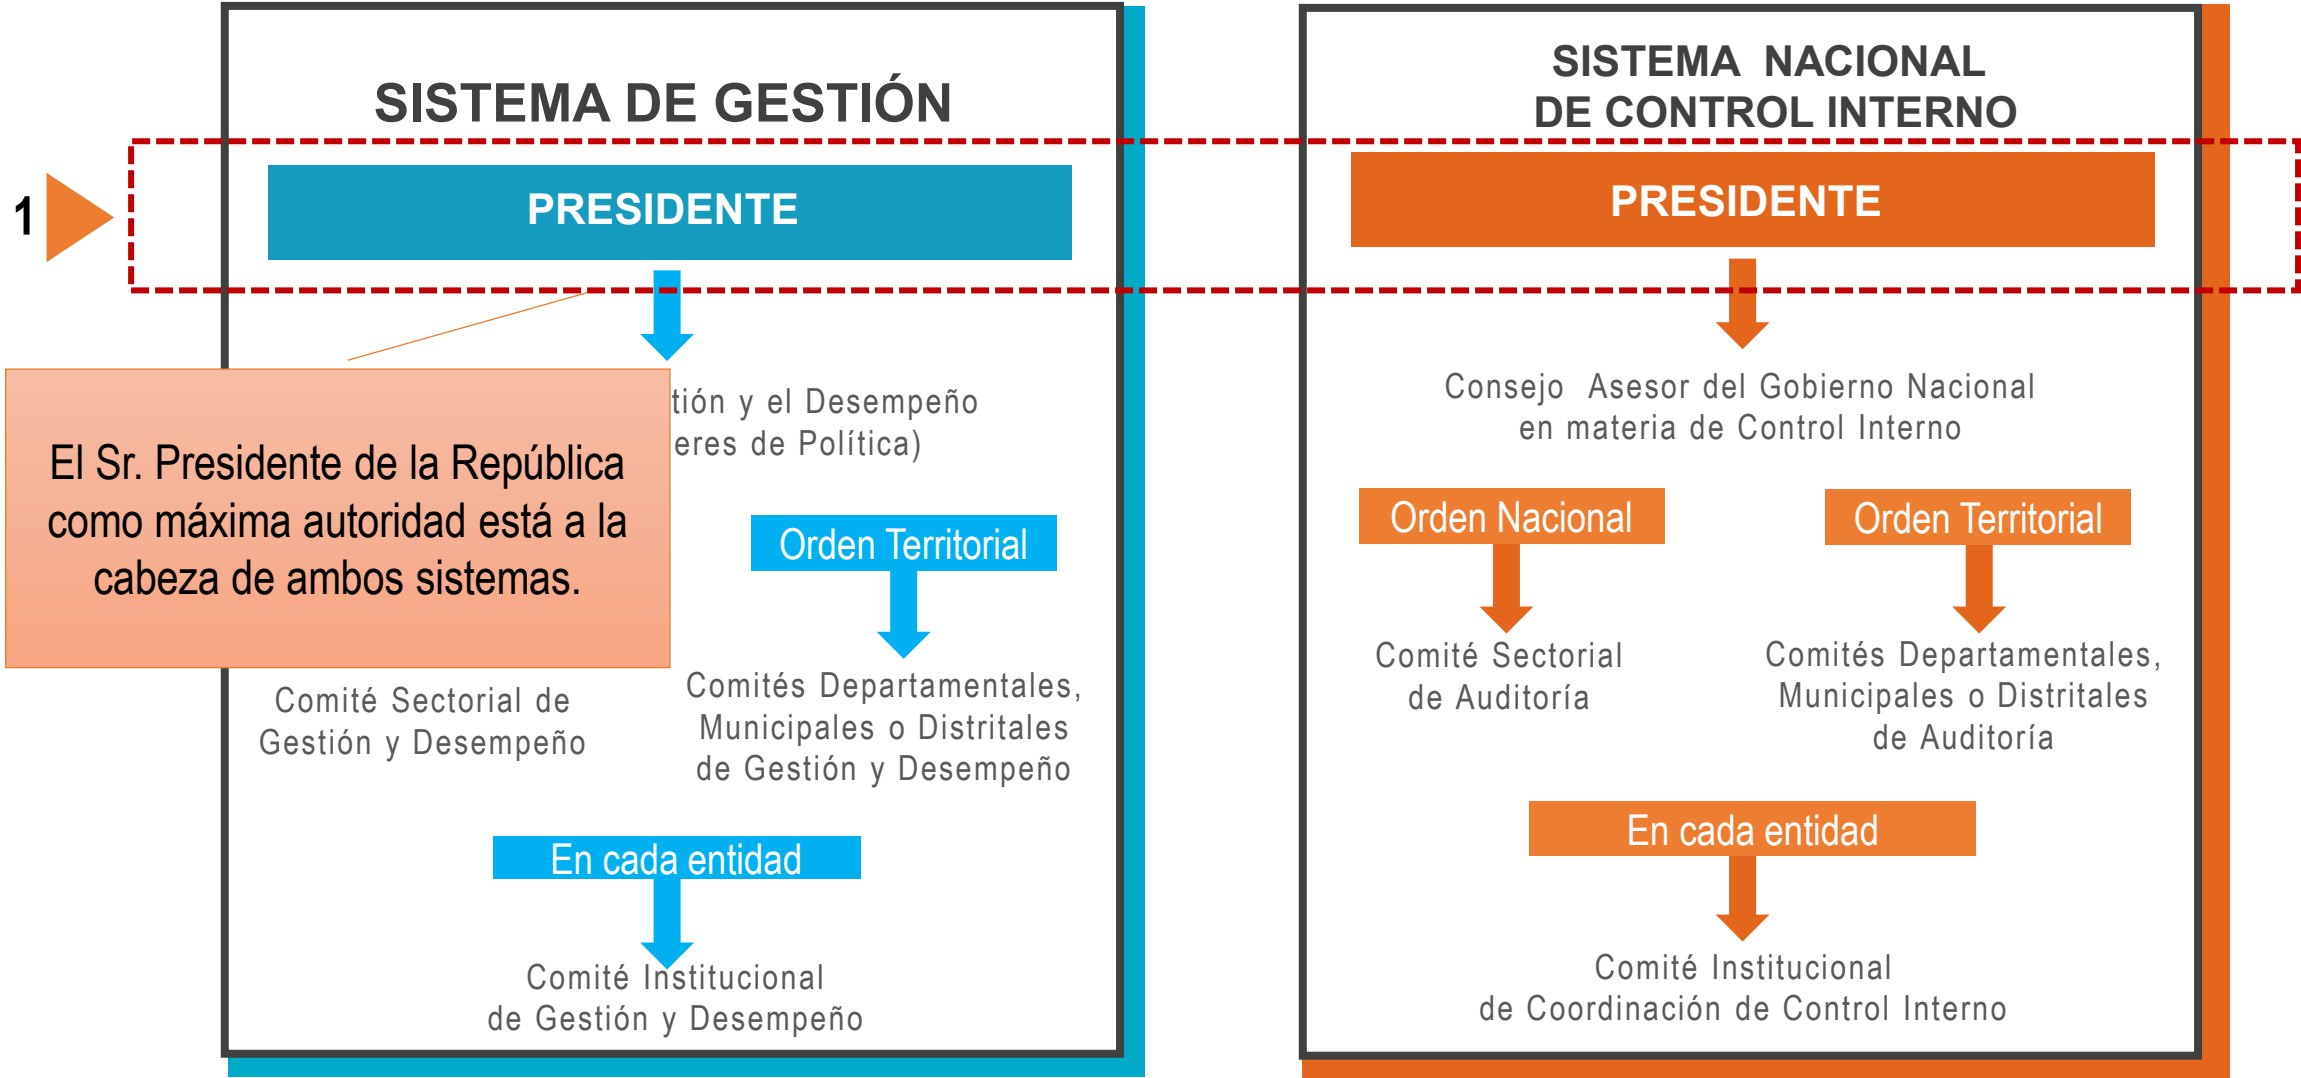 SISTEMA DE GESTIÓN
1
PRESIDENTE
tión y el Desempeño
eres de Política)
El Sr. Presidente de la República
como máxima autoridad está a la
cabeza de ambos sistemas.
Orden Territorial
Comité Sectorial de
Gestión y Desempeño
Comités Departamentales,
Municipales o Distritales
de Gestión y Desempeño
En cada entidad
Comité Institucional
de Gestión y Desempeño
SISTEMA NACIONAL
DE CONTROL INTERNO
PRESIDENTE
Consejo Asesor del Gobierno Nacional
en materia de Control Interno
Orden Nacional
Comité Sectorial
de Auditoría
Orden Territorial
Comités Departamentales,
Municipales o Distritales
de Auditoría
En cada entidad
Comité Institucional
de Coordinación de Control Interno